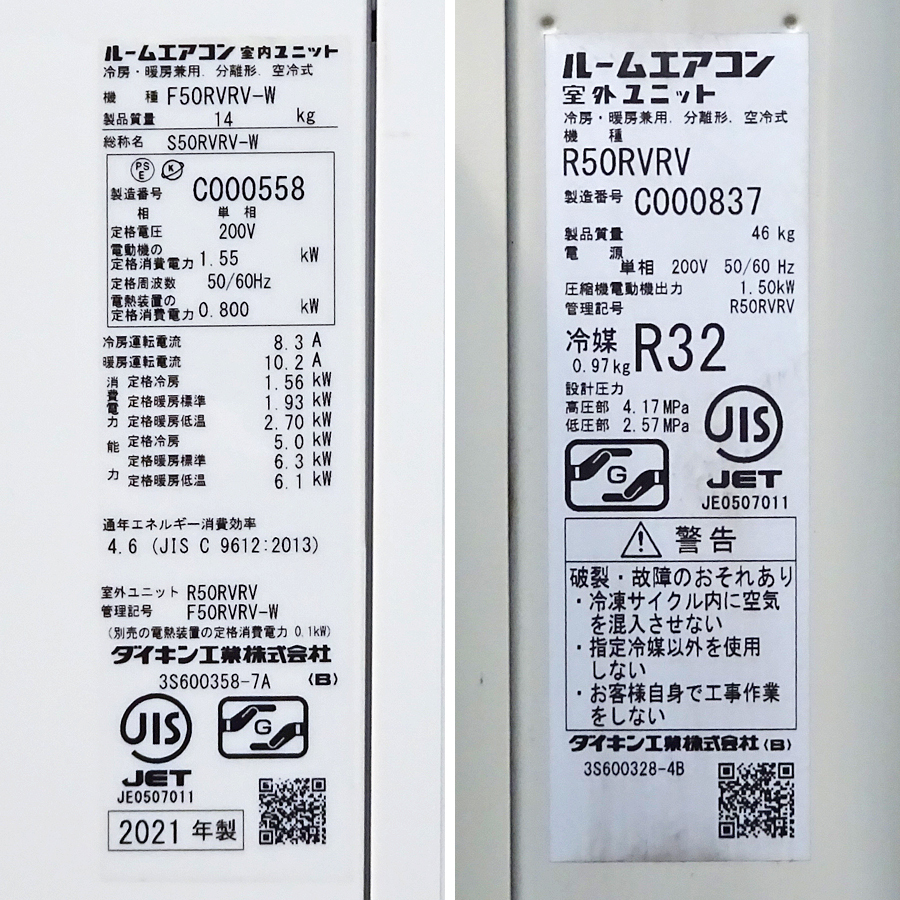 ルームエアコン 室内ユニット
冷房・暖房兼用. 分離形. 空冷式
機 種 F50RVRV-W
製品質量 14 kg
総称名 S50RVRV-W
PS
E
K
製造番号 C000558
相 単 相
定格電圧 200V
電動機の
定格消費電力 1.55 kW
定格周波数 50/60Hz
電熱装置の
定格消費電力 0.800 kW
冷房運転電流 8.3 A
暖房運転電流 10.2 A
消費電力 定格冷房 1.56 kW
定格暖房標準 1.93 kW
定格暖房低温 2.70 kW
能力 定格冷房 5.0 kW
定格暖房標準 6.3 kW
定格暖房低温 6.1 kW
通年エネルギー消費効率
4.6 (JIS C 9612:2013)
室外ユニット R50RVRV
管理記号 F50RVRV-W
(別売の電熱装置の定格消費電力 0.1kW)
ダイキン工業株式会社
3S600358-7A (B)
JIS
G
JET
JE0507011
2021 年製
ルームエアコン
室外ユニット
冷房・暖房兼用. 分離形. 空冷式
機 種
R50RVRV
製造番号 C000837
製品質量 46 kg
電 源
単相 200V 50/60 Hz
圧縮機電動機出力 1.50kW
管理記号 R50RVRV
冷媒 R32
0.97kg
設計圧力
高圧部 4.17MPa
低圧部 2.57MPa
JIS
G
JET
JE0507011
警告
破裂・故障のおそれあり
・冷凍サイクル内に空気
を混入させない
・指定冷媒以外を使用
しない
・お客様自身で工事作業
をしない
ダイキン工業株式会社(B)
3S600328-4B